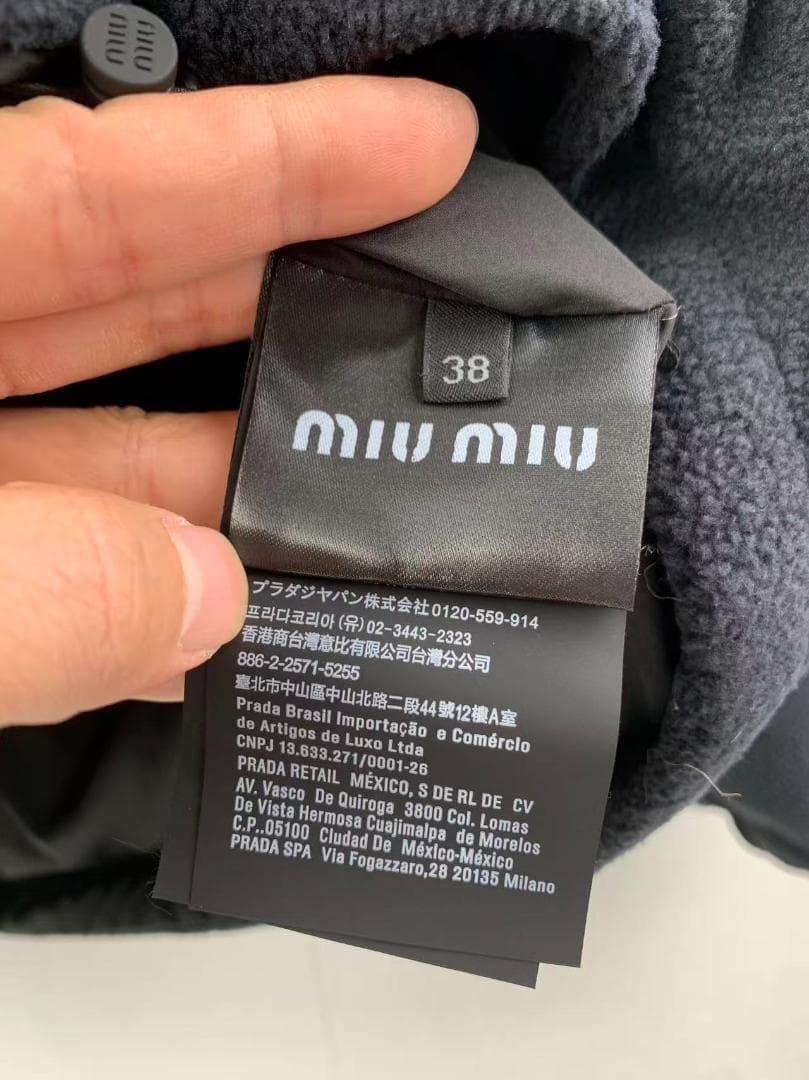 miu miu
38
miu miu
プラダジヤパン株式会社 0120-559-914
프라다코리아 (유) 02-3443-2323
香港商台灣意比有限公司台灣分公司
886-2-2571-5255
臺北市中山區中山北路二段44號12樓A室
Prada Brasil Importação e Comércio
de Artigos de Luxo Ltda
CNPJ 13.633.271/0001-26
PRADA RETAIL MÉXICO, S DE RL DE CV
AV. Vasco De Quiroga 3800 Col. Lomas
De Vista Hermosa Cuajimalpa de Morelos
C.P..05100 Ciudad De México-México
PRADA SPA Via Fogazzaro,28 20135 Milano